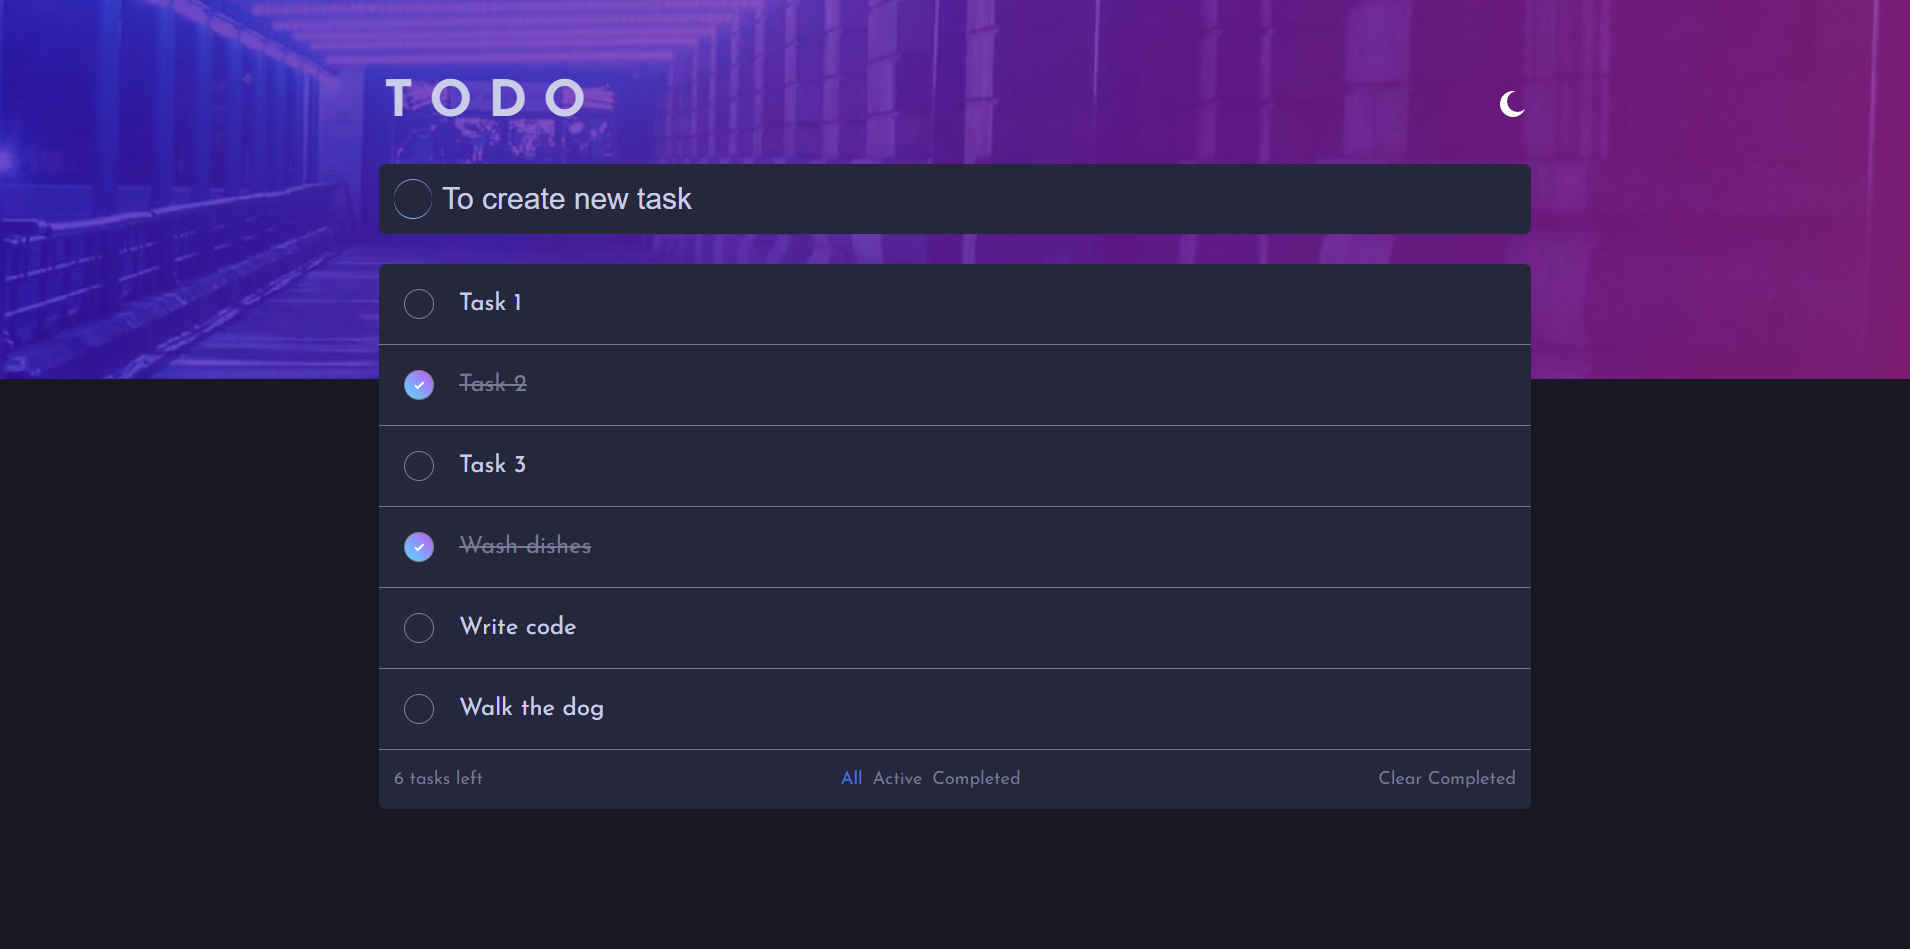 TODO
To create new task
Task 1
Task 2
Task 3
Wash dishes
Write code
Walk the dog
6 tasks left All Active Completed Clear Completed